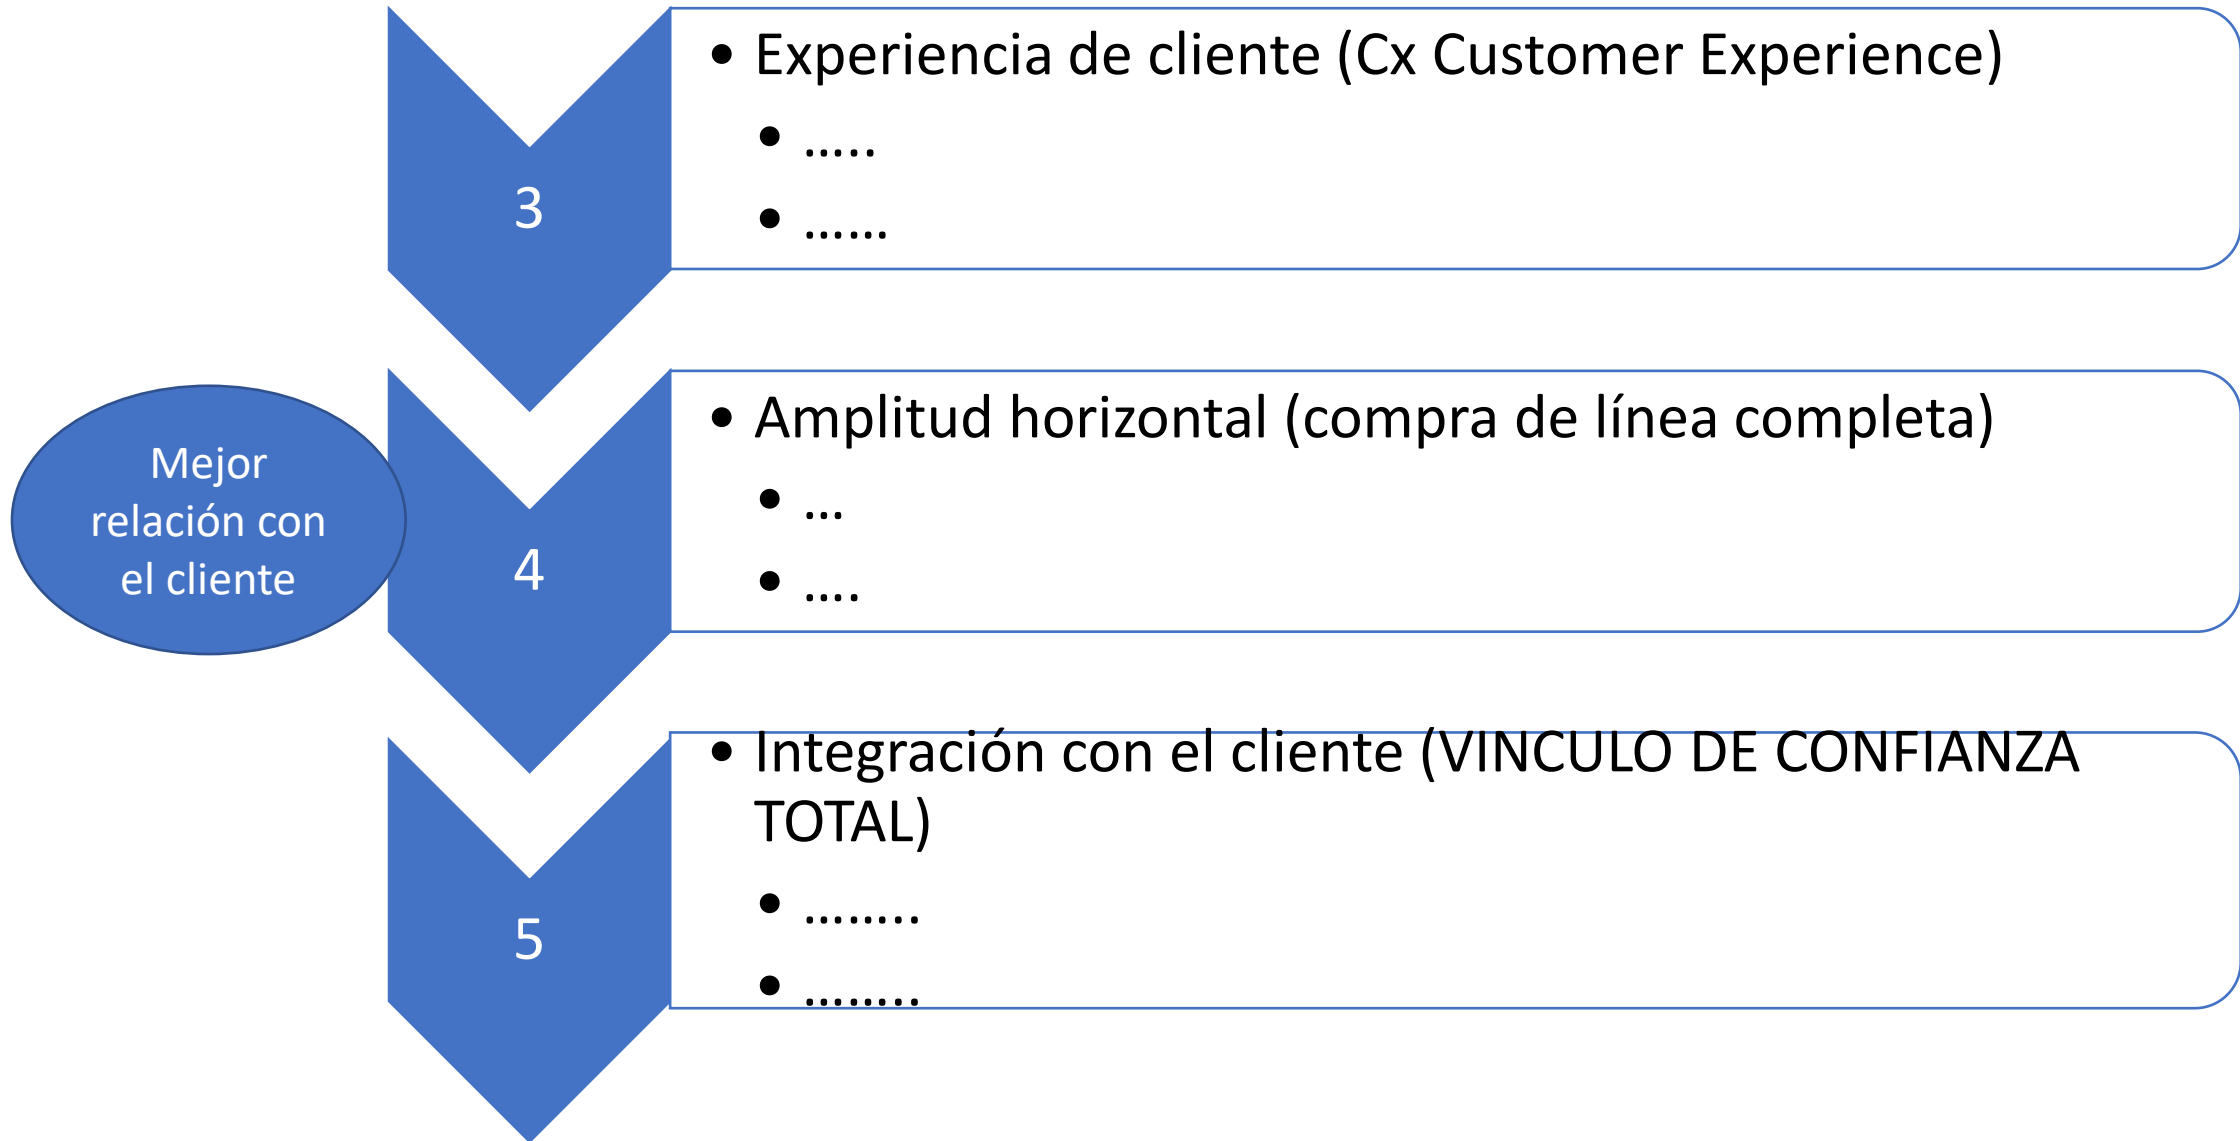 3
• Experiencia de cliente (Cx Customer Experience)
• …..
• ……
Mejor
relación con
el cliente
4
• Amplitud horizontal (compra de línea completa)
• …
• ….
5
• Integración con el cliente (VINCULO DE CONFIANZA
TOTAL)
• ……..
• ……..